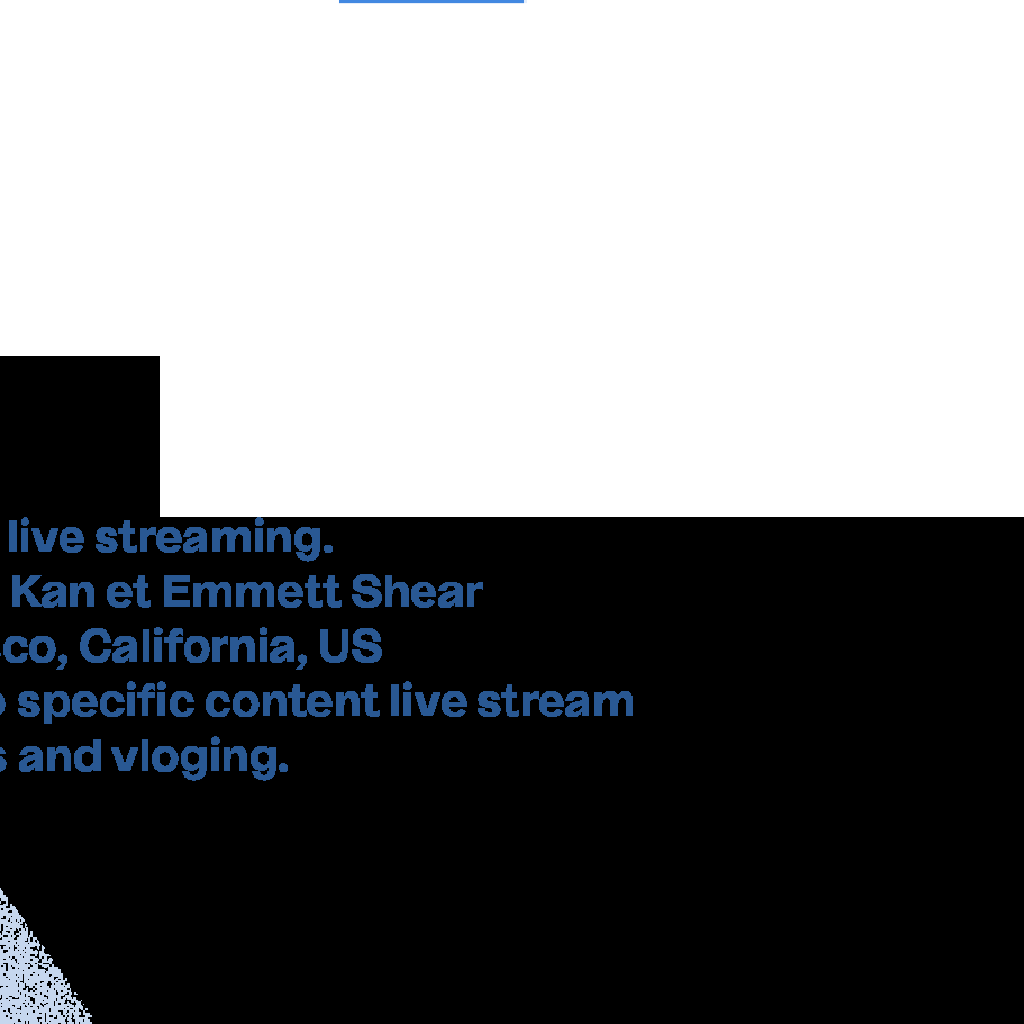 live streaming.
Kan et Emmett Shear
co, California, US
specific content live stream
and vloging.